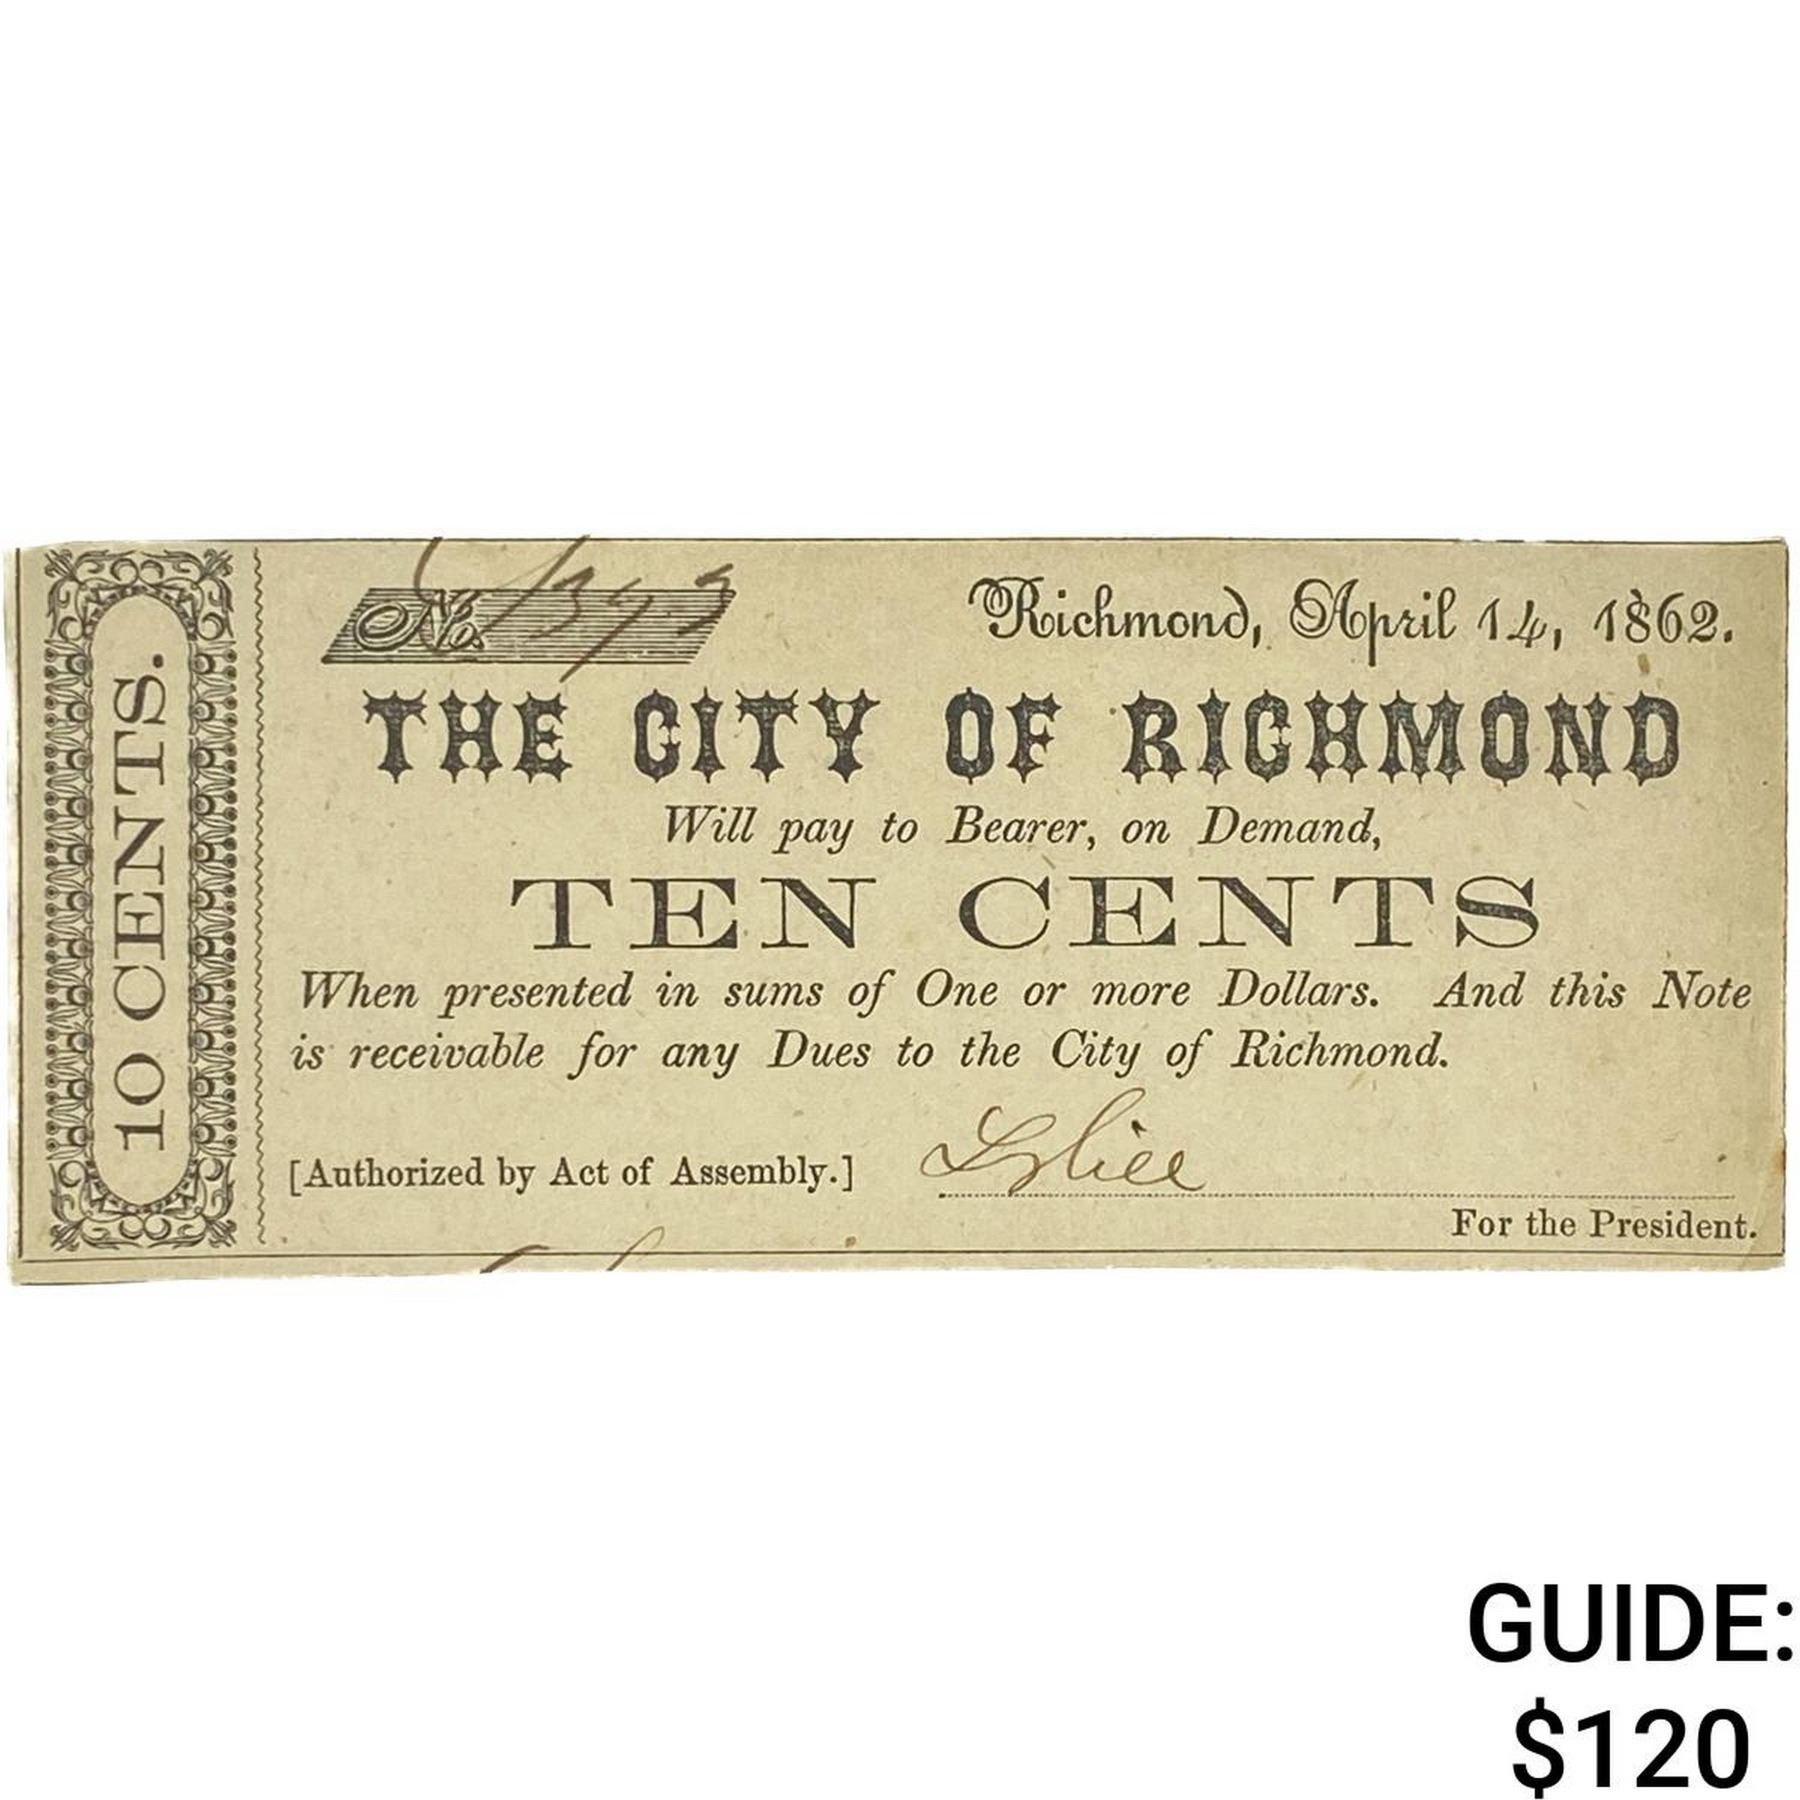 10 CENTS.
No.
Richmond, April 14, 1862.
THE CITY OF RICHMOND
Will pay to Bearer, on Demand,
TEN CENTS
When presented in sums of One or more Dollars. And this Note
is receivable for any Dues to the City of Richmond.
[Authorized by Act of Assembly.]
For the President.
GUIDE:
$120